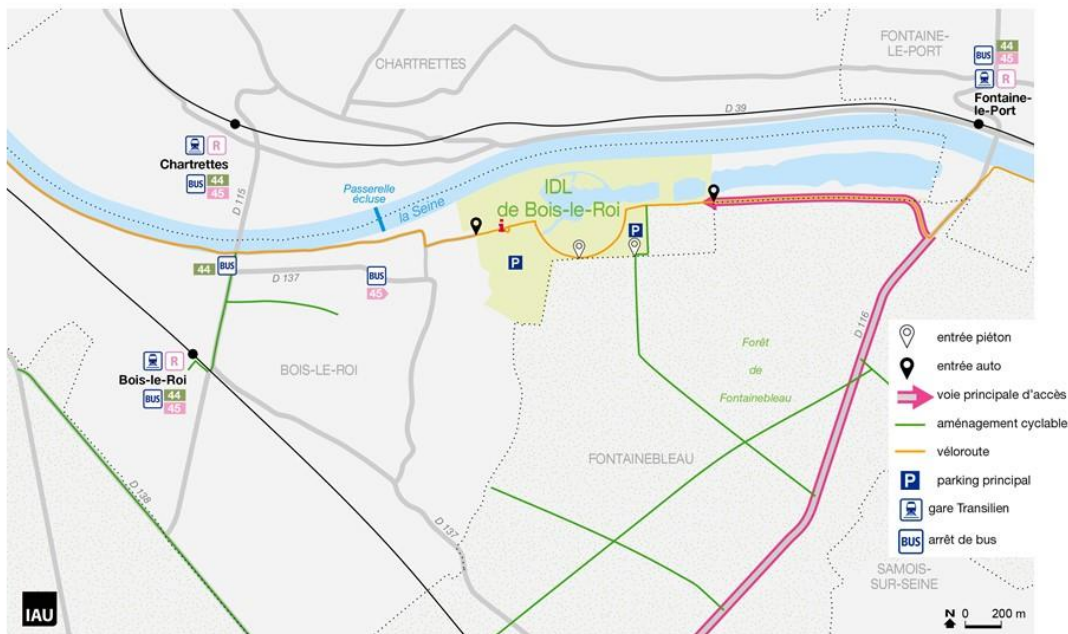 FONTAINE-
LE-PORT
BUS 44
45
R
Fontaine-
le-Port
CHARTRETTES
D 39
R
Chartrettes
BUS 44
45
D 115
Passerelle
écluse
la Seine
IDL
de Bois-le-Roi
i
P
P
44 BUS
D 137
BUS
45
R
Bois-le-Roi
BUS 44
45
BOIS-LE-ROI
D 116
Forêt
de
Fontainebleau
FONTAINEBLEAU
D 138
D 137
SAMOIS-
SUR-SEINE
entrée piéton
entrée auto
voie principale d'accès
aménagement cyclable
véloroute
P parking principal
gare Transilien
BUS arrêt de bus
IAU
N 0 200 m